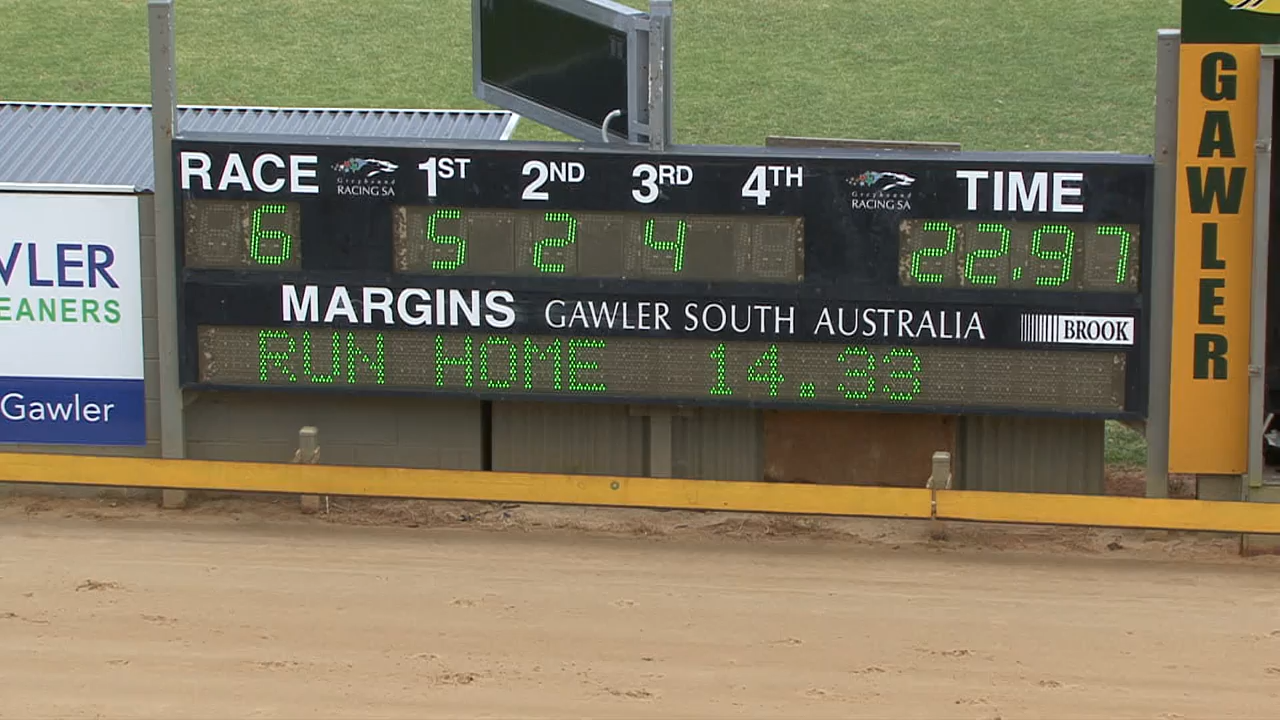 RACE 1ST 2ND 3RD 4TH TIME
Greyhound RACING SA
Greyhound RACING SA
6 5 2 4 22.97
MARGINS GAWLER SOUTH AUSTRALIA BROOK
RUN HOME 14.33
WLER
EANERS
Gawler
GAWLER